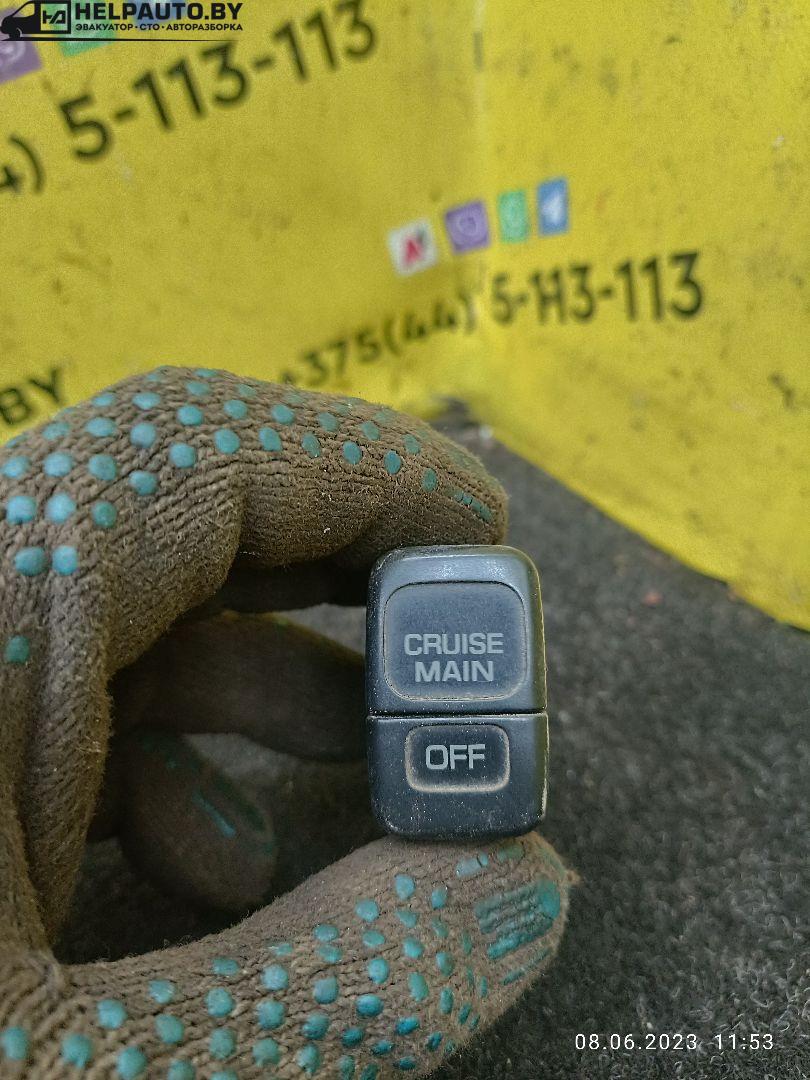 HELPAUTO.BY
ЭВАКУАТОР•СТО•АВТОРАЗБОРКА
5-113-113
+375(44) 5-113-113
BY
CRUISE
MAIN
OFF
08.06.2023 11:53